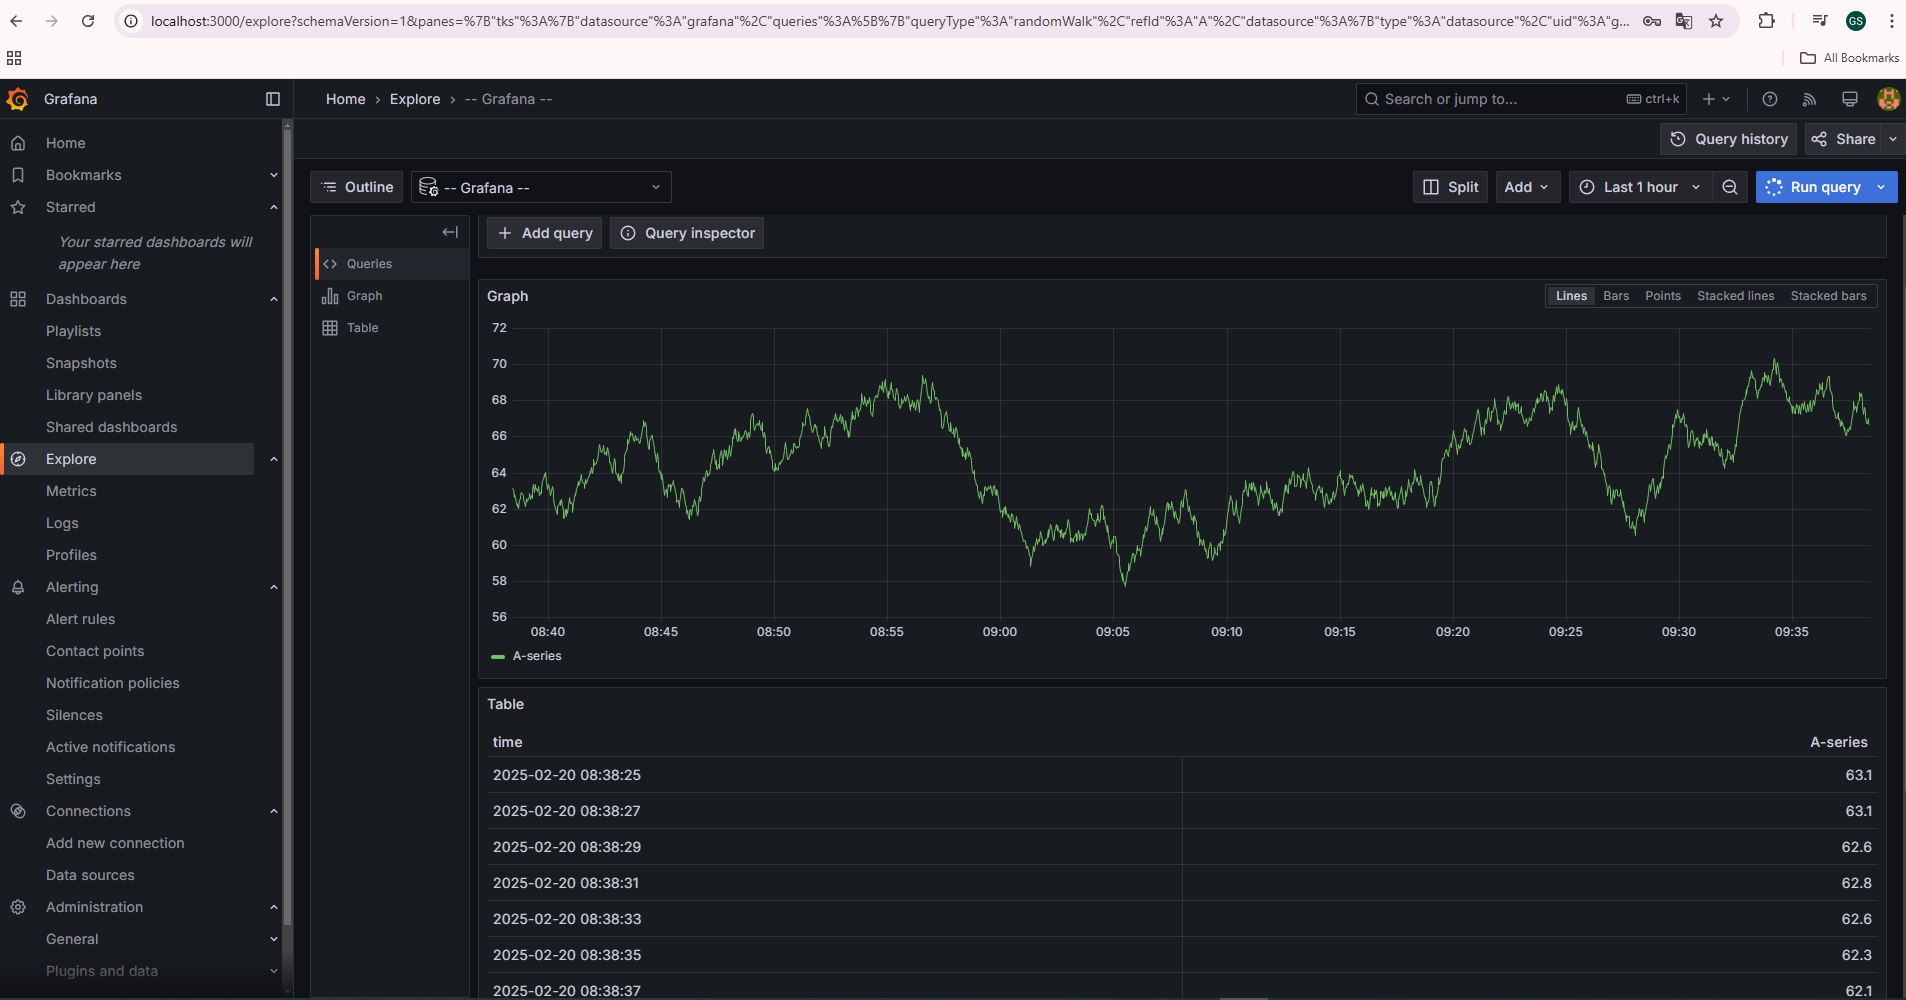 localhost:3000/explore?schemaVersion=1&panes=%7B"tks"%3A%7B"datasource"%3A"grafana"%2C"queries"%3A%5B%7B"queryType"%3A"randomWalk"%2C"refId"%3A"A"%2C"datasource"%3A%7B"type"%3A"datasource"%2C"uid"%3A"g...
GS
All Bookmarks
Grafana
Home › Explore › -- Grafana --
Search or jump to...
ctrl+k
Home
Bookmarks
Starred
Your starred dashboards will
appear here
Dashboards
Playlists
Snapshots
Library panels
Shared dashboards
Explore
Metrics
Logs
Profiles
Alerting
Alert rules
Contact points
Notification policies
Silences
Active notifications
Settings
Connections
Add new connection
Data sources
Administration
General
Plugins and data
Query history
Share
Outline
-- Grafana --
Split
Add
Last 1 hour
Run query
Queries
Graph
Table
Add query
Query inspector
Graph
Lines Bars Points Stacked lines Stacked bars
72
70
68
66
64
62
60
58
56
08:40 08:45 08:50 08:55 09:00 09:05 09:10 09:15 09:20 09:25 09:30 09:35
A-series
Table
time A-series
2025-02-20 08:38:25 63.1
2025-02-20 08:38:27 63.1
2025-02-20 08:38:29 62.6
2025-02-20 08:38:31 62.8
2025-02-20 08:38:33 62.6
2025-02-20 08:38:35 62.3
2025-02-20 08:38:37 62.1